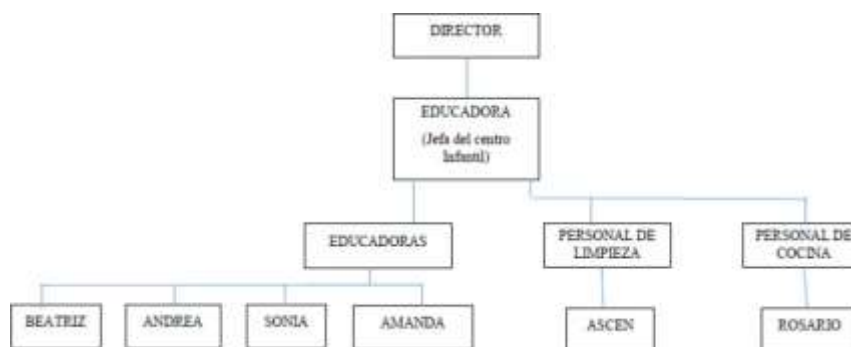 DIRECTOR
EDUCADORA
(Jefa del centro
Infantil)
EDUCADORAS
PERSONAL DE
LIMPIEZA
PERSONAL DE
COCINA
BEATRIZ
ANDREA
SONIA
AMANDA
ASCEN
ROSARIO